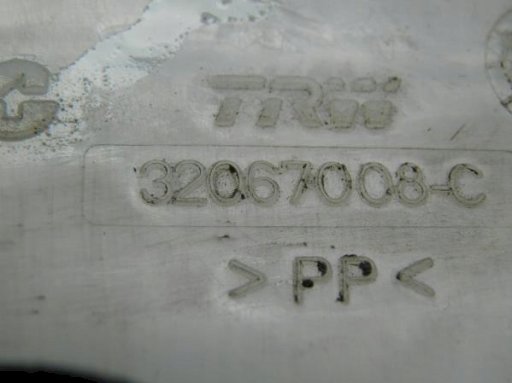 TRW
32067008-C
> PP <